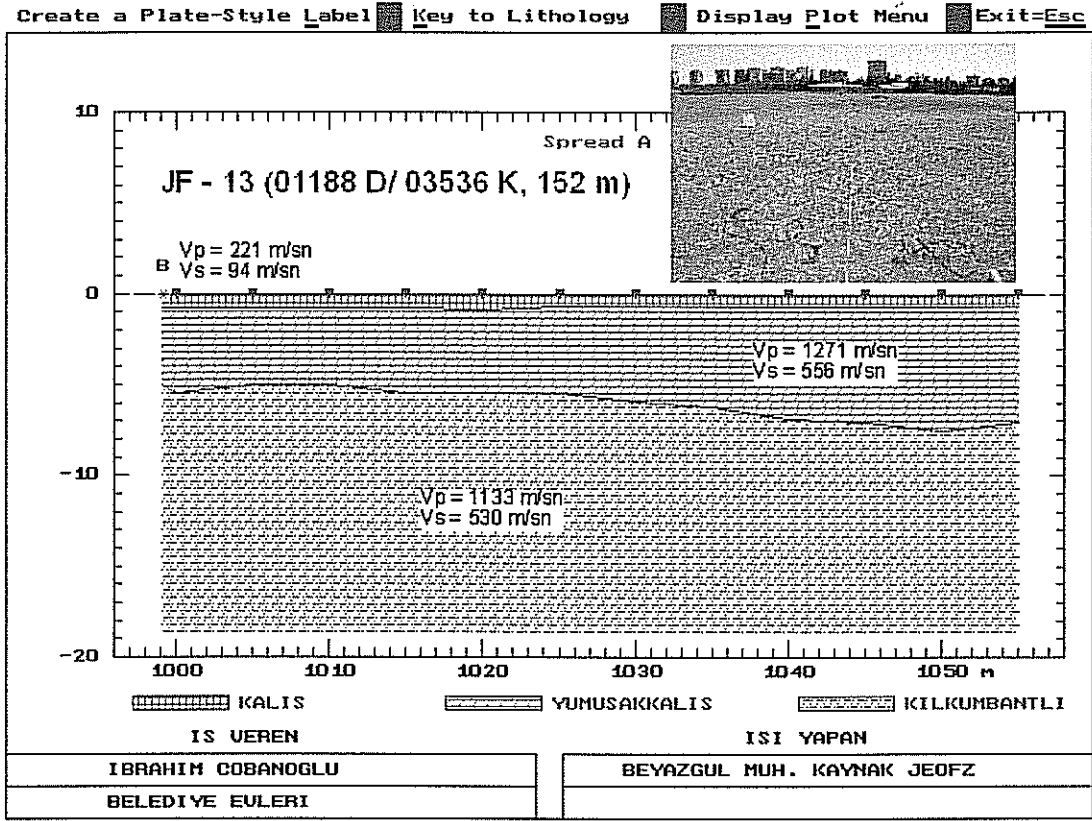 Create a Plate-Style Label Key to Lithology Display Plot Menu Exit=Esc
10
Spread A
JF - 13 (01188 D/ 03536 K, 152 m)
Vp = 221 m/sn
B Vs = 94 m/sn
0
Vp = 1271 m/sn
Vs = 556 m/sn
-10
Vp = 1133 m/sn
Vs = 530 m/sn
-20
1000 1010 1020 1030 1040 1050 m
KALIS YUMUSAKKALIS KILKUMBANTLI
IS VEREN ISI YAPAN
IBRAHIM COBANOGLU BEYAZGUL MUH. KAYNAK JEOFZ
BELEDIYE EVLERI